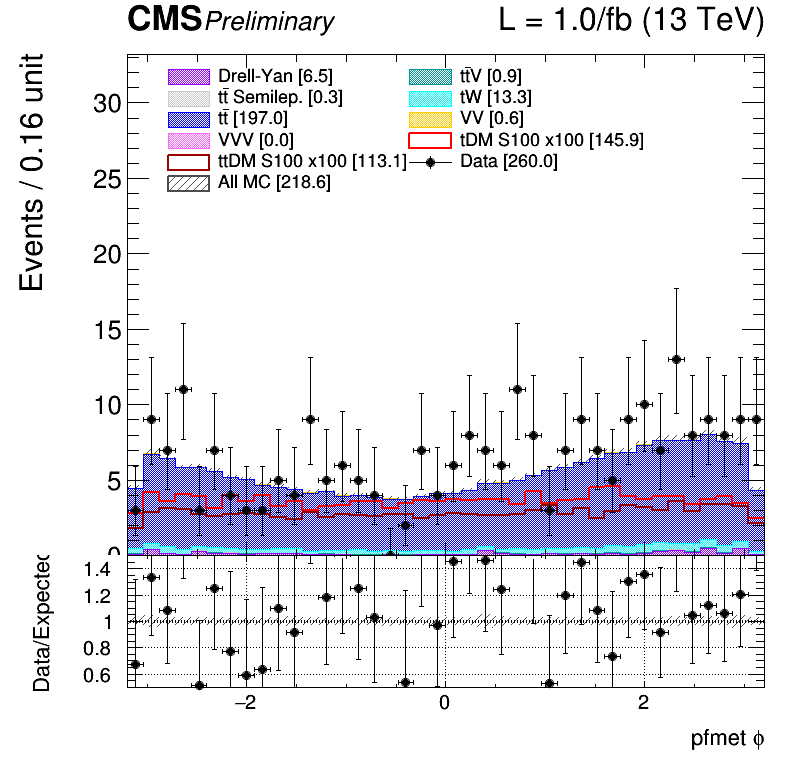 CMS Preliminary L = 1.0/fb (13 TeV)
Events / 0.16 unit
Drell-Yan [6.5] tt̄V [0.9]
tt̄ Semilep. [0.3] tW [13.3]
tt̄ [197.0] VV [0.6]
VVV [0.0] tDM S100 x100 [145.9]
ttDM S100 x100 [113.1] Data [260.0]
All MC [218.6]
30
25
20
15
10
5
0
Data/Expected
1.4
1.2
1
0.8
0.6
−2 0 2
pfmet ϕ